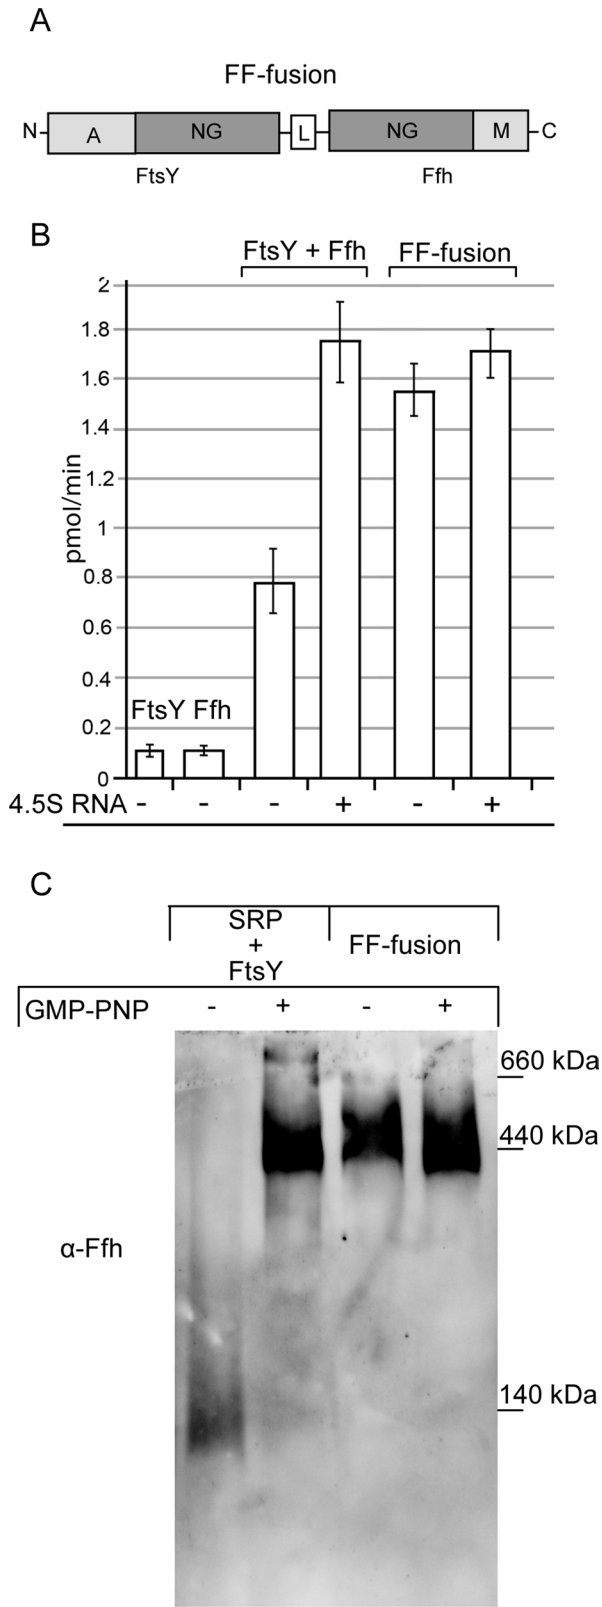 A
FF-fusion
N A NG L NG M C
FtsY Ffh
B
FtsY + Ffh FF-fusion
2
1.8
1.6
1.4
1.2
1
0.8
0.6
0.4
0.2
0
pmol/min
FtsY Ffh
4.5S RNA - - - + - +
C
SRP
+
FtsY
FF-fusion
GMP-PNP - + - +
660 kDa
440 kDa
α-Ffh
140 kDa